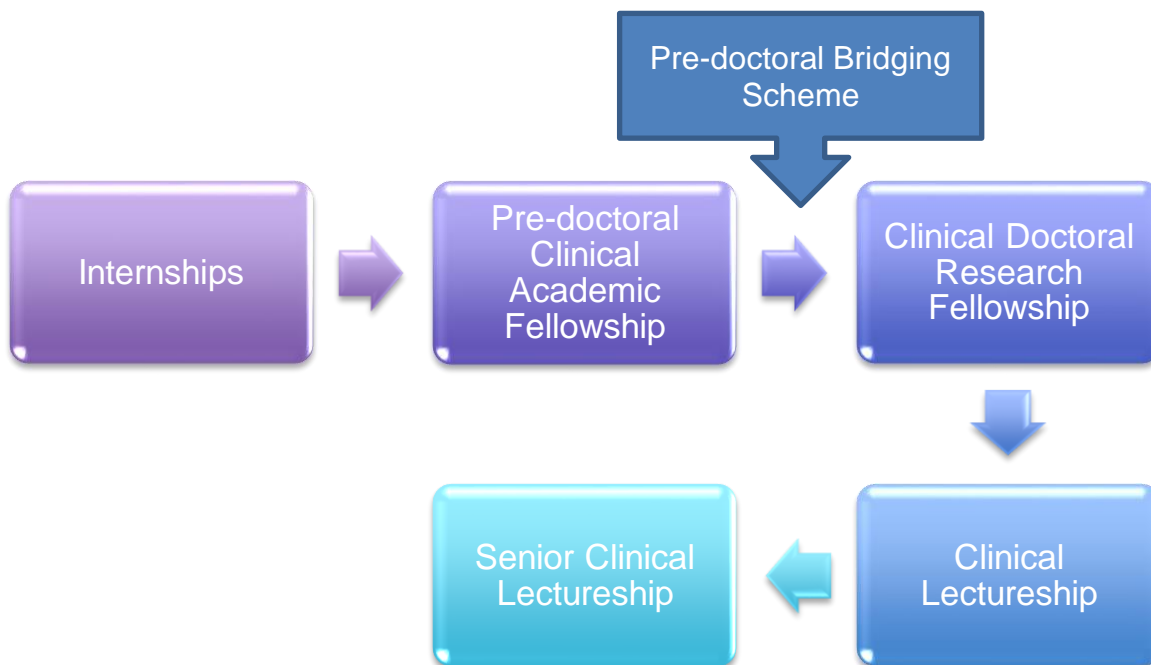 Pre-doctoral Bridging
Scheme
Internships
Pre-doctoral
Clinical
Academic
Fellowship
Clinical Doctoral
Research
Fellowship
Clinical
Lectureship
Senior Clinical
Lectureship